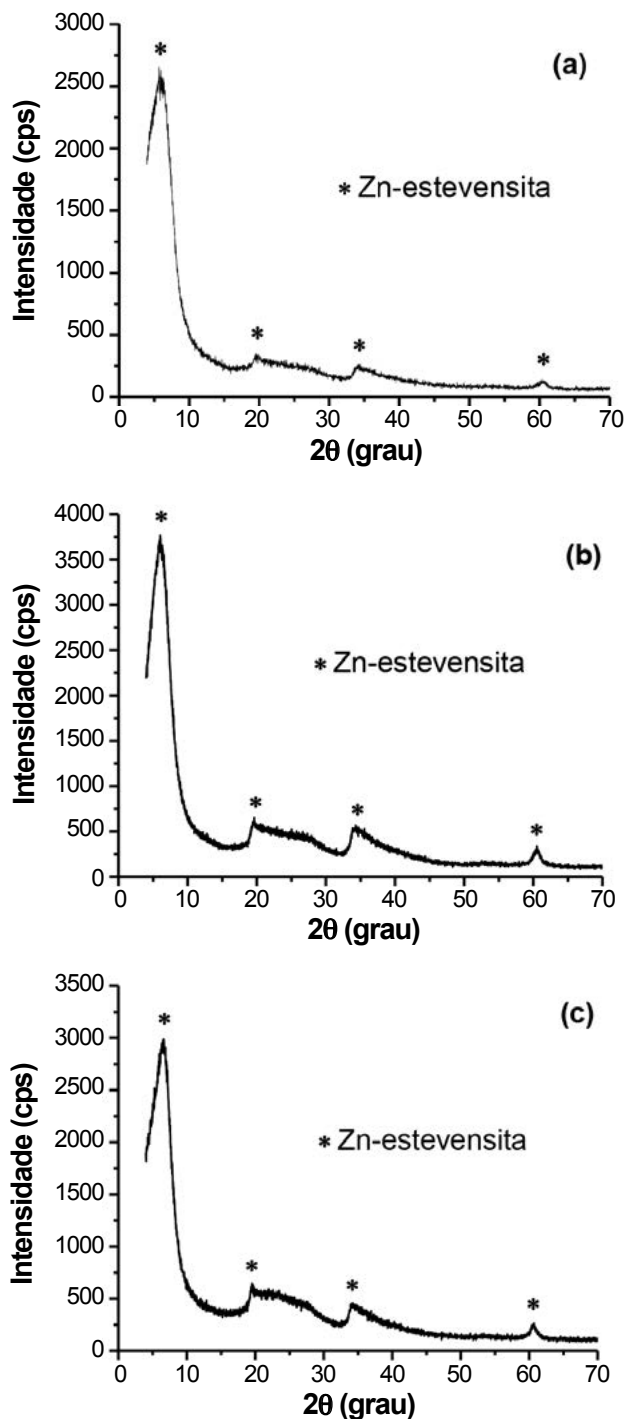 *
3000
(a)
2500
2000
* Zn-estevensita
1500
1000
500
* * *
0
0 10 20 30 40 50 60 70
2θ (grau)
Intensidade (cps)
4000
*
3500
(b)
3000
2500
* Zn-estevensita
2000
1500
1000
* * *
500
0
0 10 20 30 40 50 60 70
2θ (grau)
Intensidade (cps)
3500
*
(c)
3000
2500
2000
* Zn-estevensita
1500
1000
* * *
500
0
0 10 20 30 40 50 60 70
2θ (grau)
Intensidade (cps)